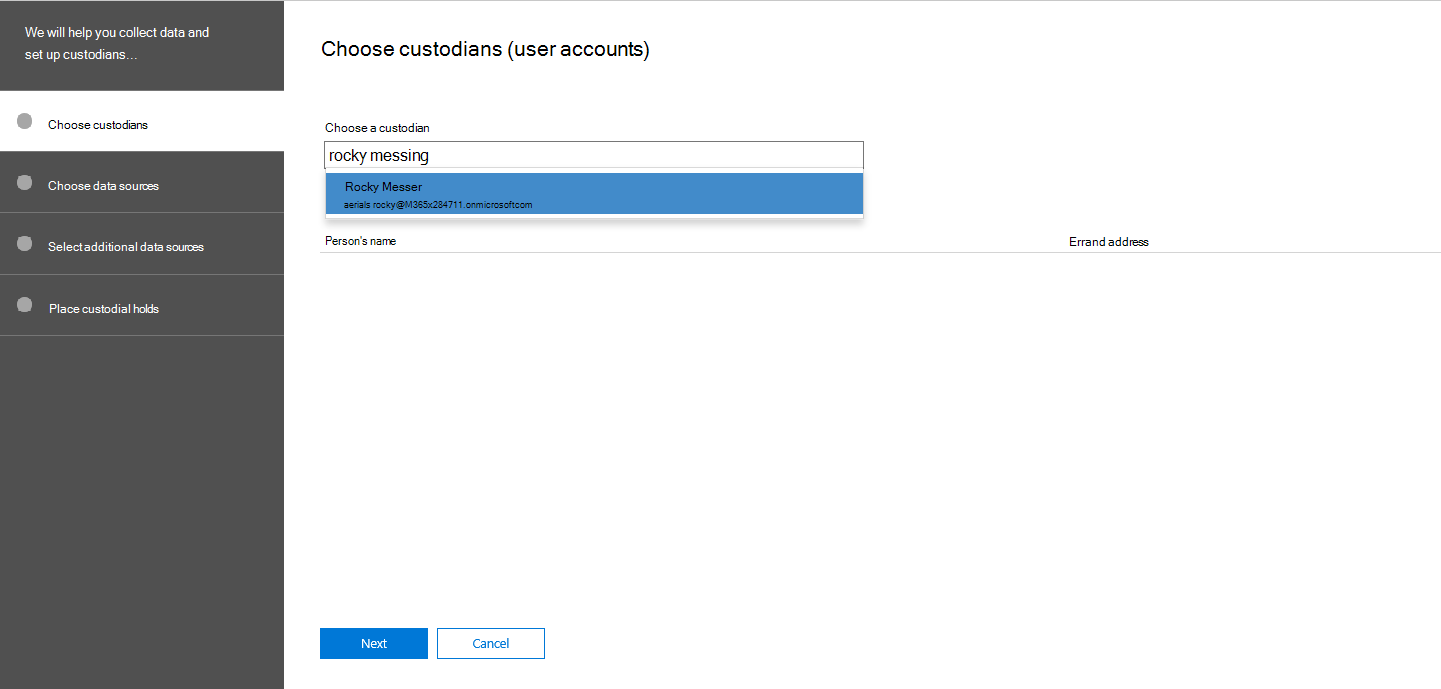 We will help you collect data and
set up custodians...
Choose custodians
Choose data sources
Select additional data sources
Place custodial holds
Choose custodians (user accounts)
Choose a custodian
rocky messing
Rocky Messer
aerials rocky@M365x284711.onmicrosoftcom
Person's name
Errand address
Next
Cancel